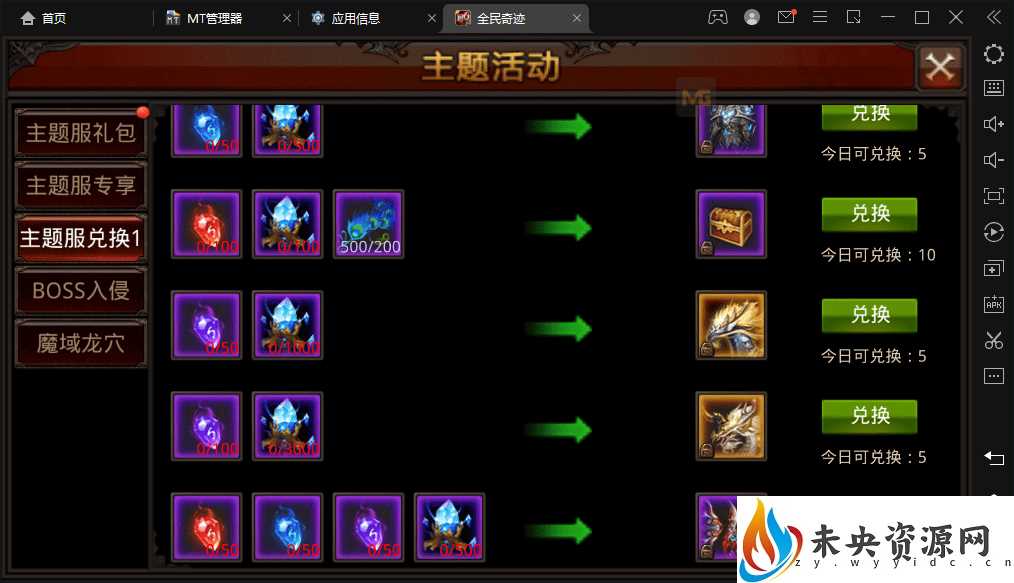 首页 MT管理器 应用信息 全民奇迹
主题活动
MG
主题服礼包
主题服专享
主题服兑换1
BOSS入侵
魔域龙穴
0/50 0/500 兑换
今日可兑换：5
0/100 0/700 500/200 兑换
今日可兑换：10
0/50 0/1000 兑换
今日可兑换：5
0/100 0/3000 兑换
今日可兑换：5
0/50 0/50 0/50 0/500
APK
未央资源网
zy.wyyidc.cn